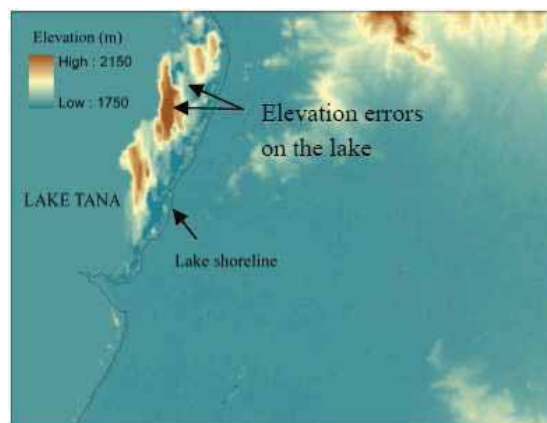 Elevation (m)
High : 2150
Low : 1750
Elevation errors
on the lake
LAKE TANA
Lake shoreline